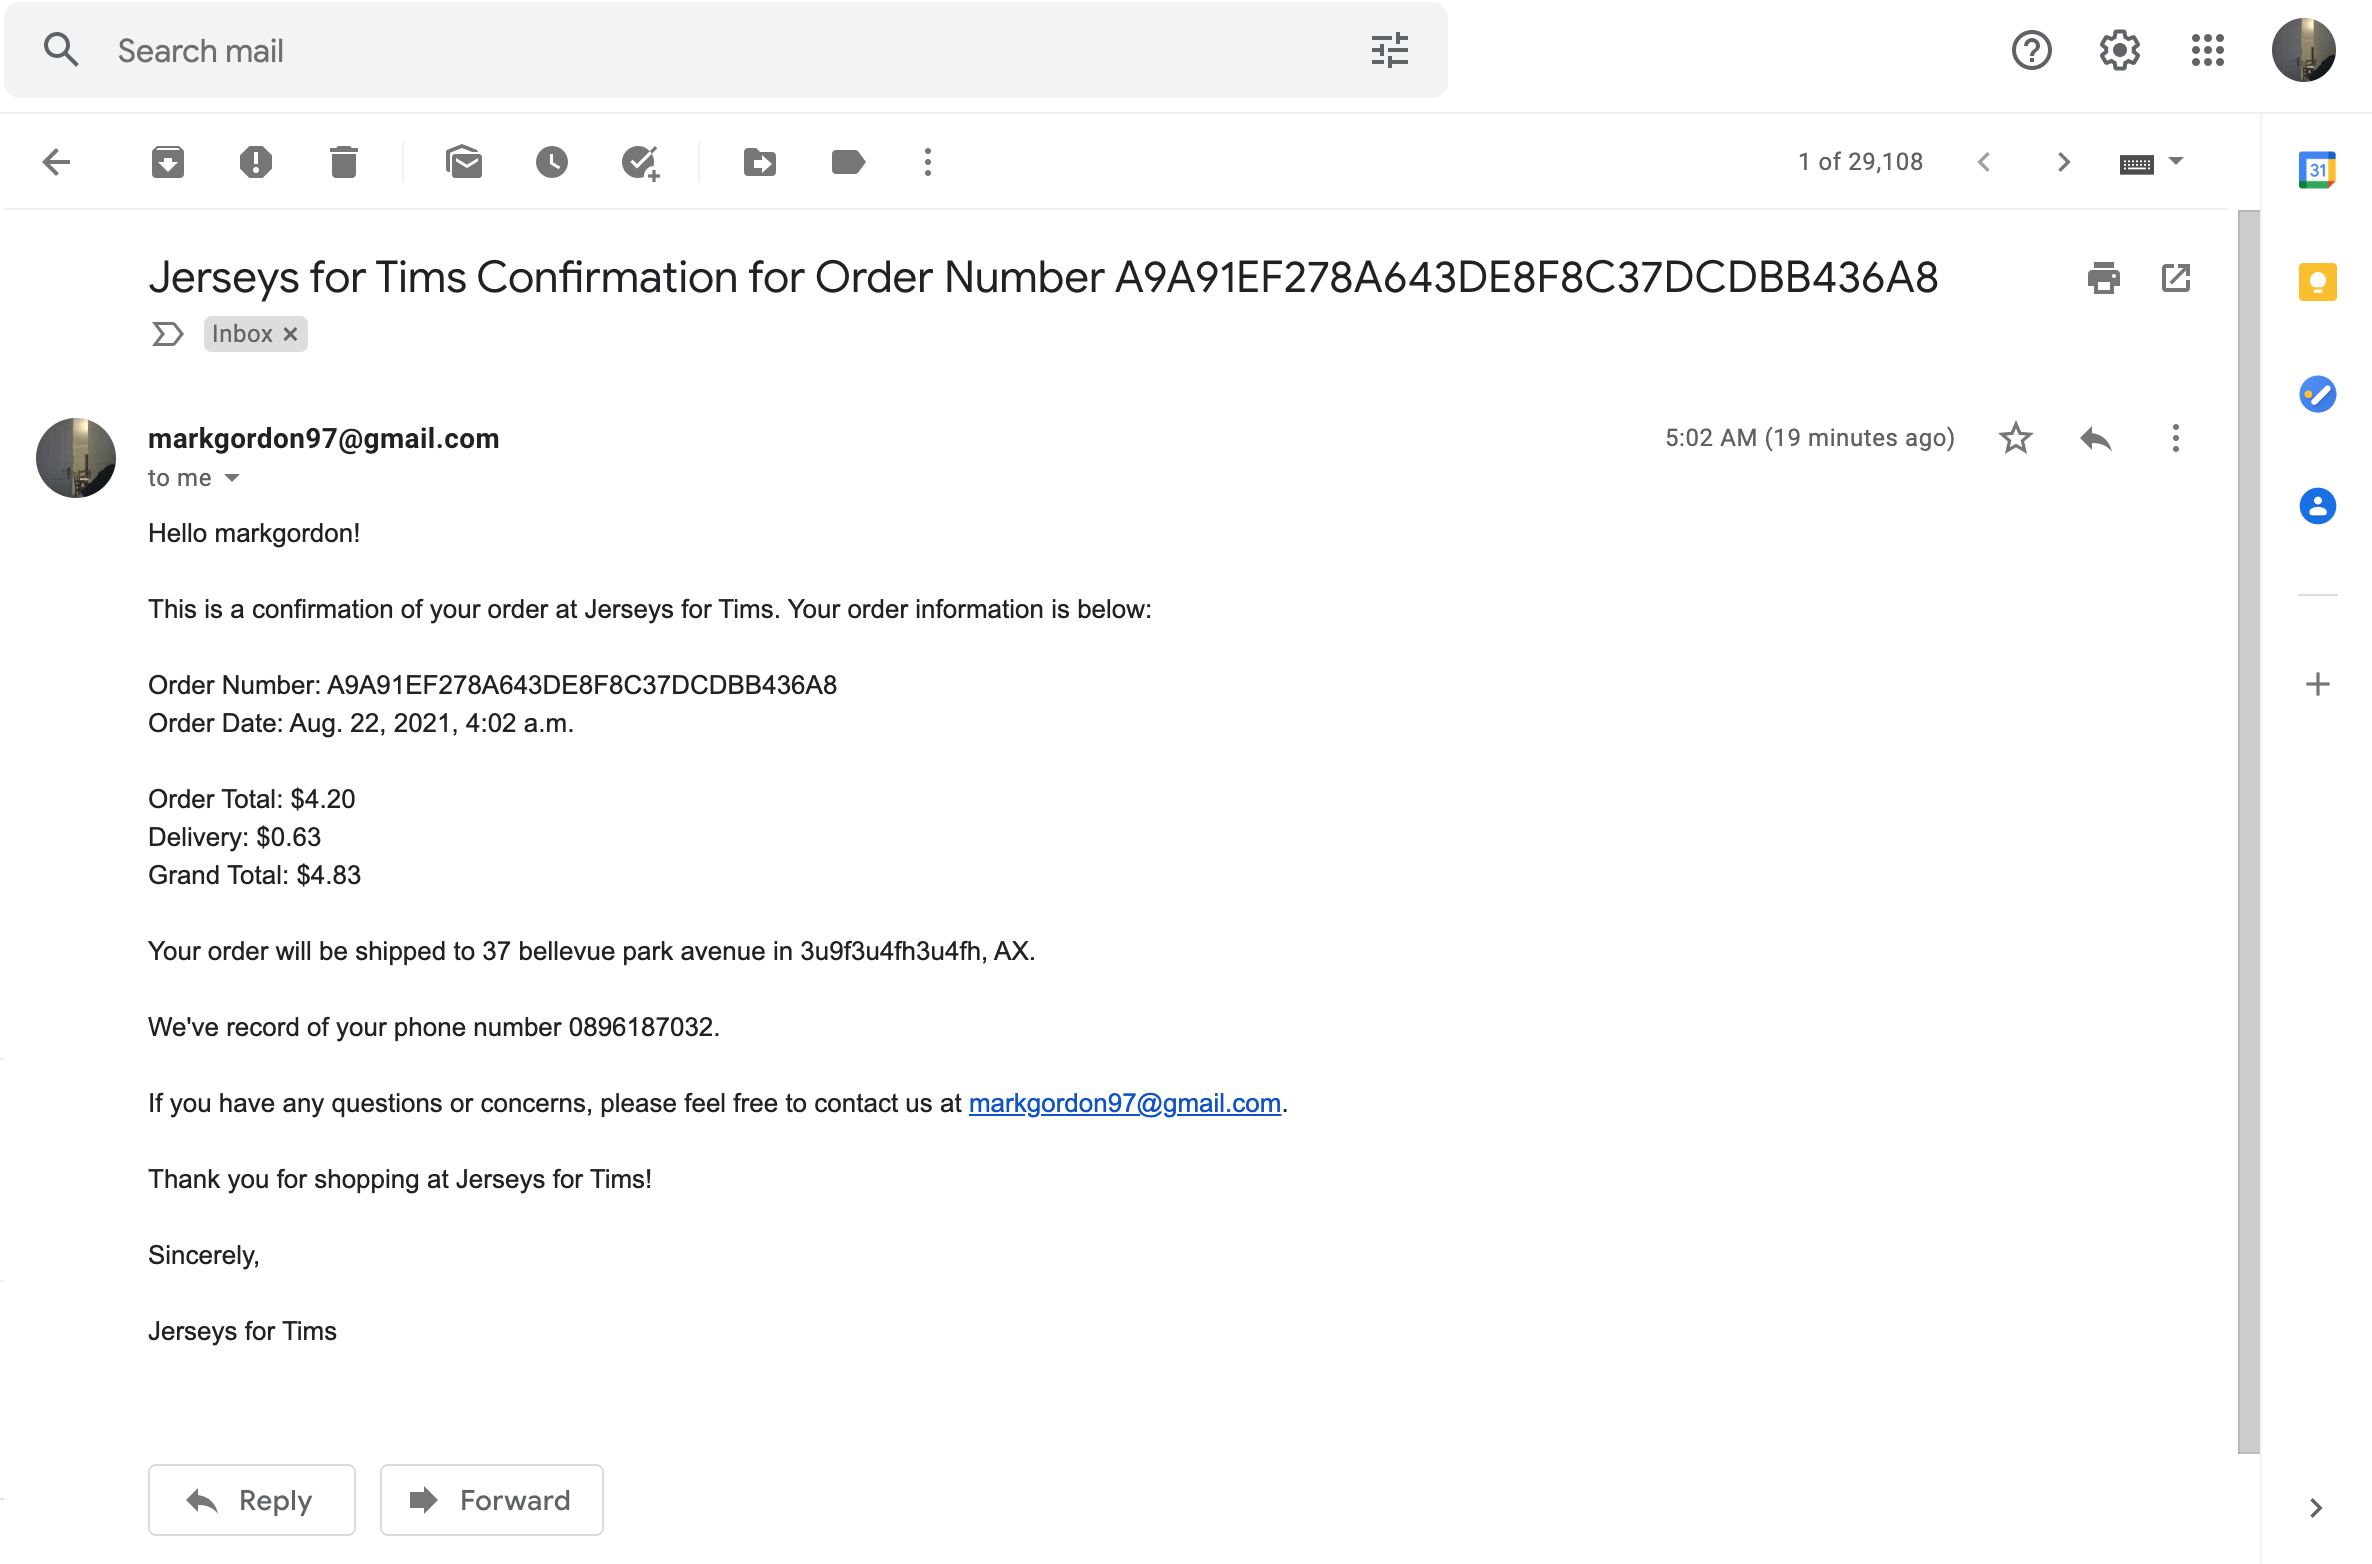 Search mail
1 of 29,108
31
Jerseys for Tims Confirmation for Order Number A9A91EF278A643DE8F8C37DCDBB436A8
Inbox ×
markgordon97@gmail.com
5:02 AM (19 minutes ago)
to me
Hello markgordon!
This is a confirmation of your order at Jerseys for Tims. Your order information is below:
Order Number: A9A91EF278A643DE8F8C37DCDBB436A8
Order Date: Aug. 22, 2021, 4:02 a.m.
Order Total: $4.20
Delivery: $0.63
Grand Total: $4.83
Your order will be shipped to 37 bellevue park avenue in 3u9f3u4fh3u4fh, AX.
We've record of your phone number 0896187032.
If you have any questions or concerns, please feel free to contact us at markgordon97@gmail.com.
Thank you for shopping at Jerseys for Tims!
Sincerely,
Jerseys for Tims
Reply
Forward